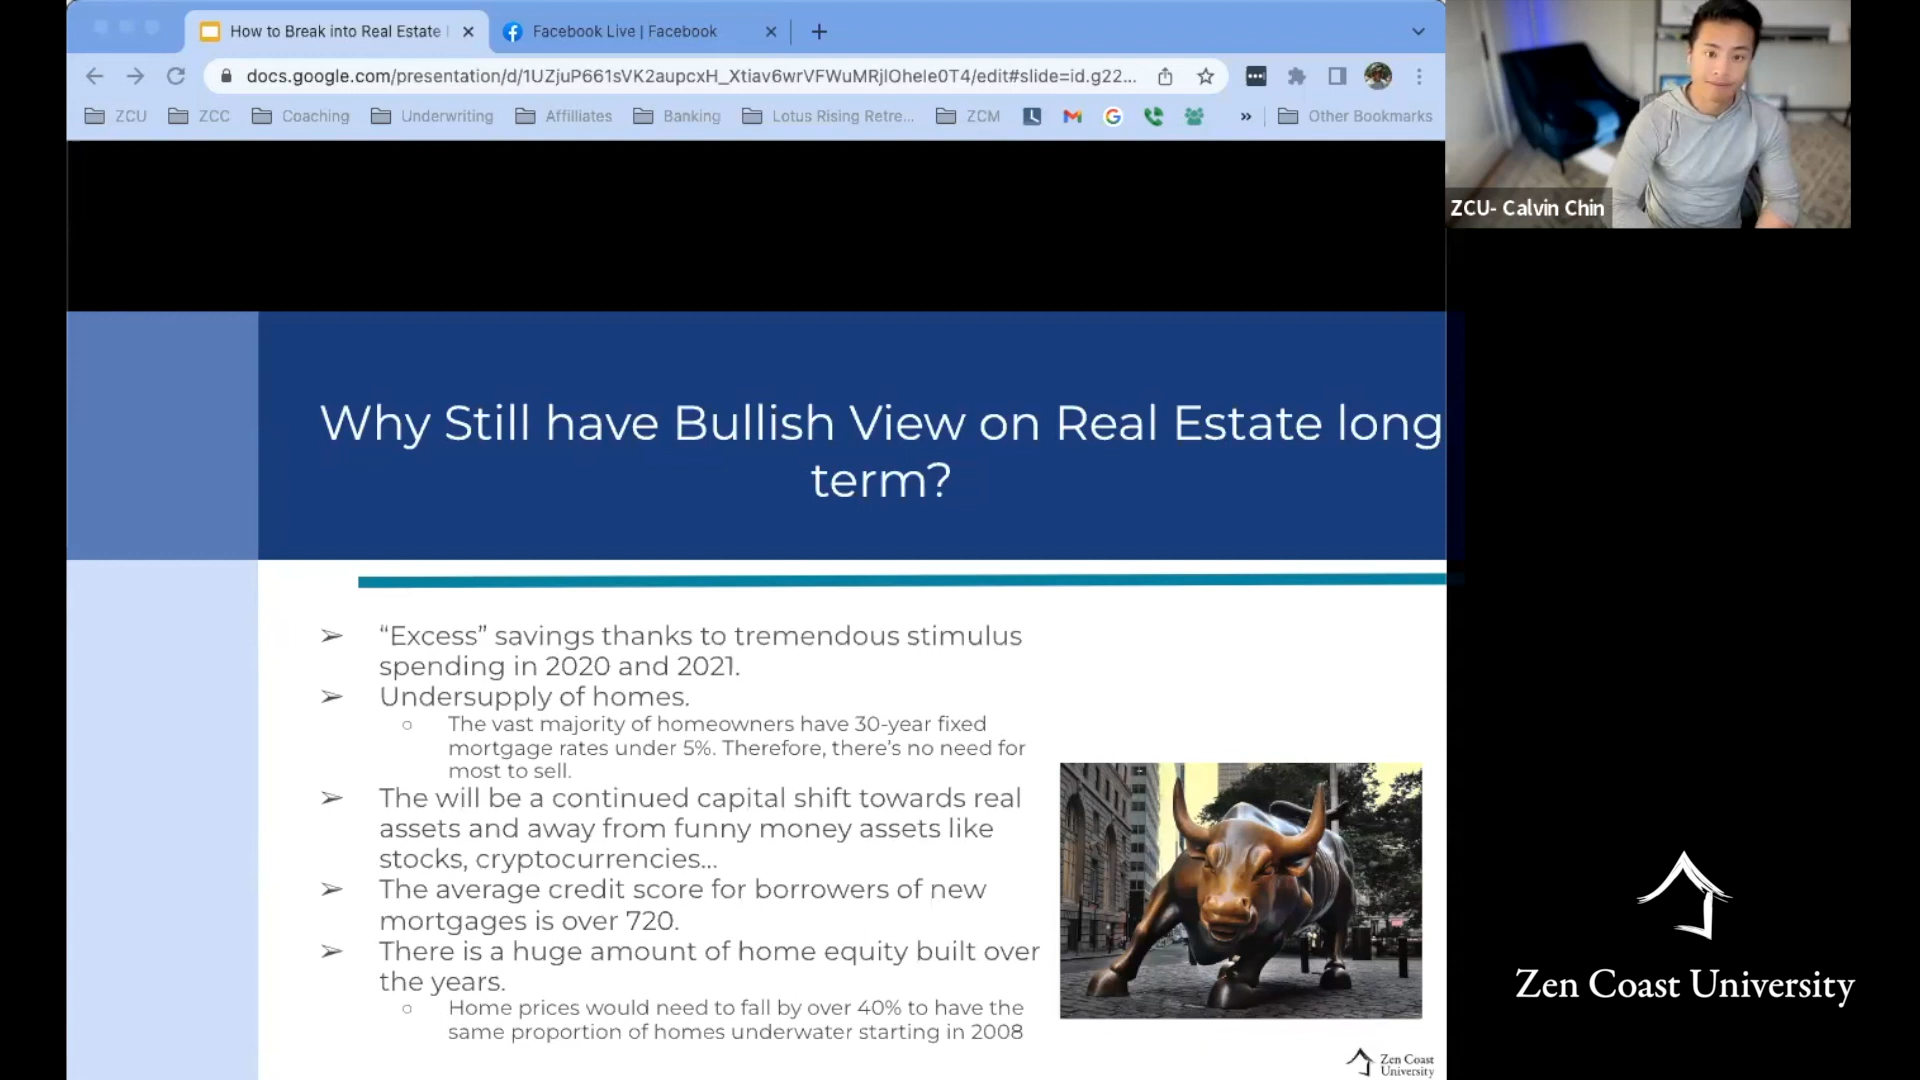 How to Break into Real Estate
Facebook Live | Facebook
docs.google.com/presentation/d/1UZjuP661sVK2aupcxH_Xtiav6wrVFWuMRjlOhele0T4/edit#slide=id.g22...
ZCU
ZCC
Coaching
Underwriting
Affilliates
Banking
Lotus Rising Retre...
ZCM
Other Bookmarks
ZCU- Calvin Chin
Why Still have Bullish View on Real Estate long
term?
➢ “Excess” savings thanks to tremendous stimulus
spending in 2020 and 2021.
➢ Undersupply of homes.
○ The vast majority of homeowners have 30-year fixed
mortgage rates under 5%. Therefore, there's no need for
most to sell.
➢ The will be a continued capital shift towards real
assets and away from funny money assets like
stocks, cryptocurrencies...
➢ The average credit score for borrowers of new
mortgages is over 720.
➢ There is a huge amount of home equity built over
the years.
○ Home prices would need to fall by over 40% to have the
same proportion of homes underwater starting in 2008
Zen Coast
University
Zen Coast University